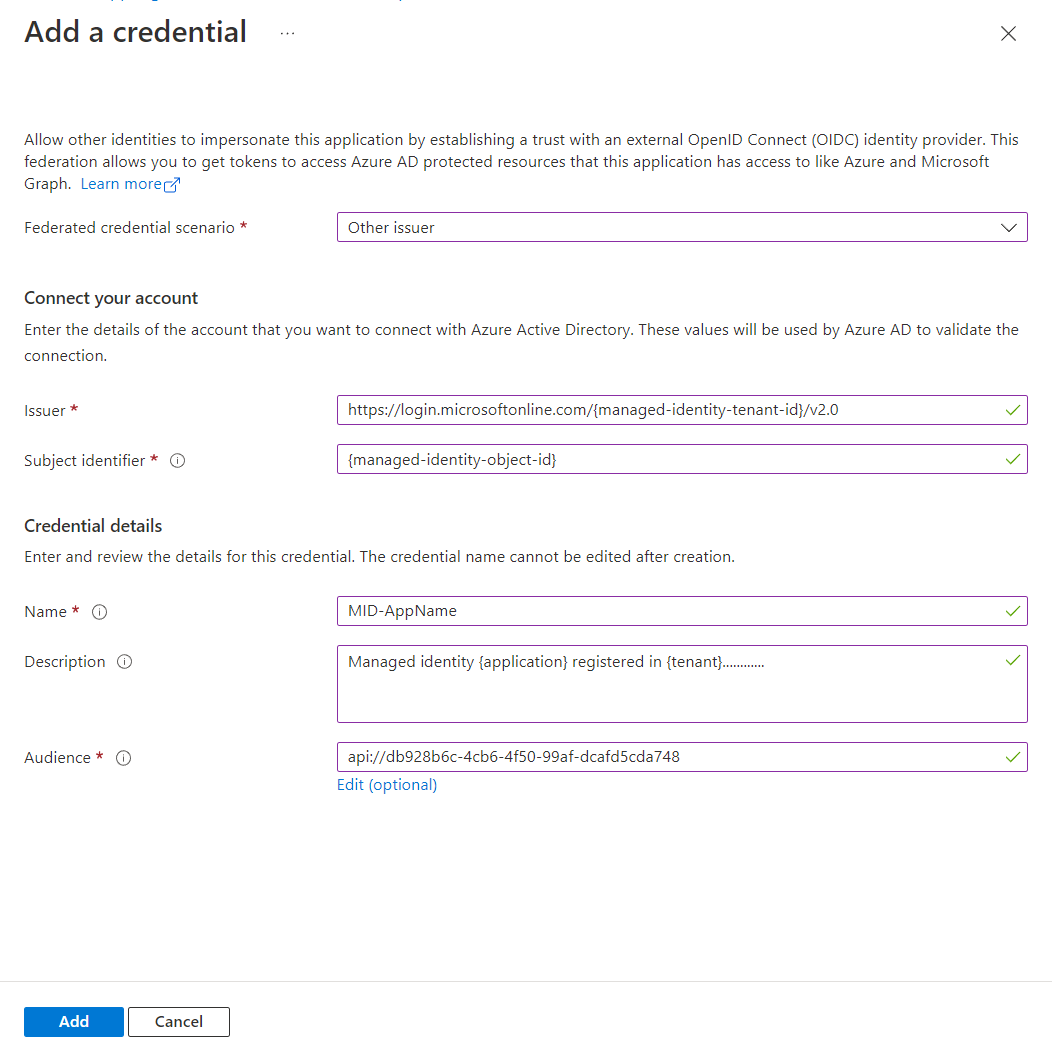 Add a credential ...
Allow other identities to impersonate this application by establishing a trust with an external OpenID Connect (OIDC) identity provider. This
federation allows you to get tokens to access Azure AD protected resources that this application has access to like Azure and Microsoft
Graph. Learn more
Federated credential scenario * Other issuer
Connect your account
Enter the details of the account that you want to connect with Azure Active Directory. These values will be used by Azure AD to validate the
connection.
Issuer * https://login.microsoftonline.com/{managed-identity-tenant-id}/v2.0
Subject identifier * {managed-identity-object-id}
Credential details
Enter and review the details for this credential. The credential name cannot be edited after creation.
Name * MID-AppName
Description Managed identity {application} registered in {tenant}............
Audience * api://db928b6c-4cb6-4f50-99af-dcafd5cda748
Edit (optional)
Add Cancel